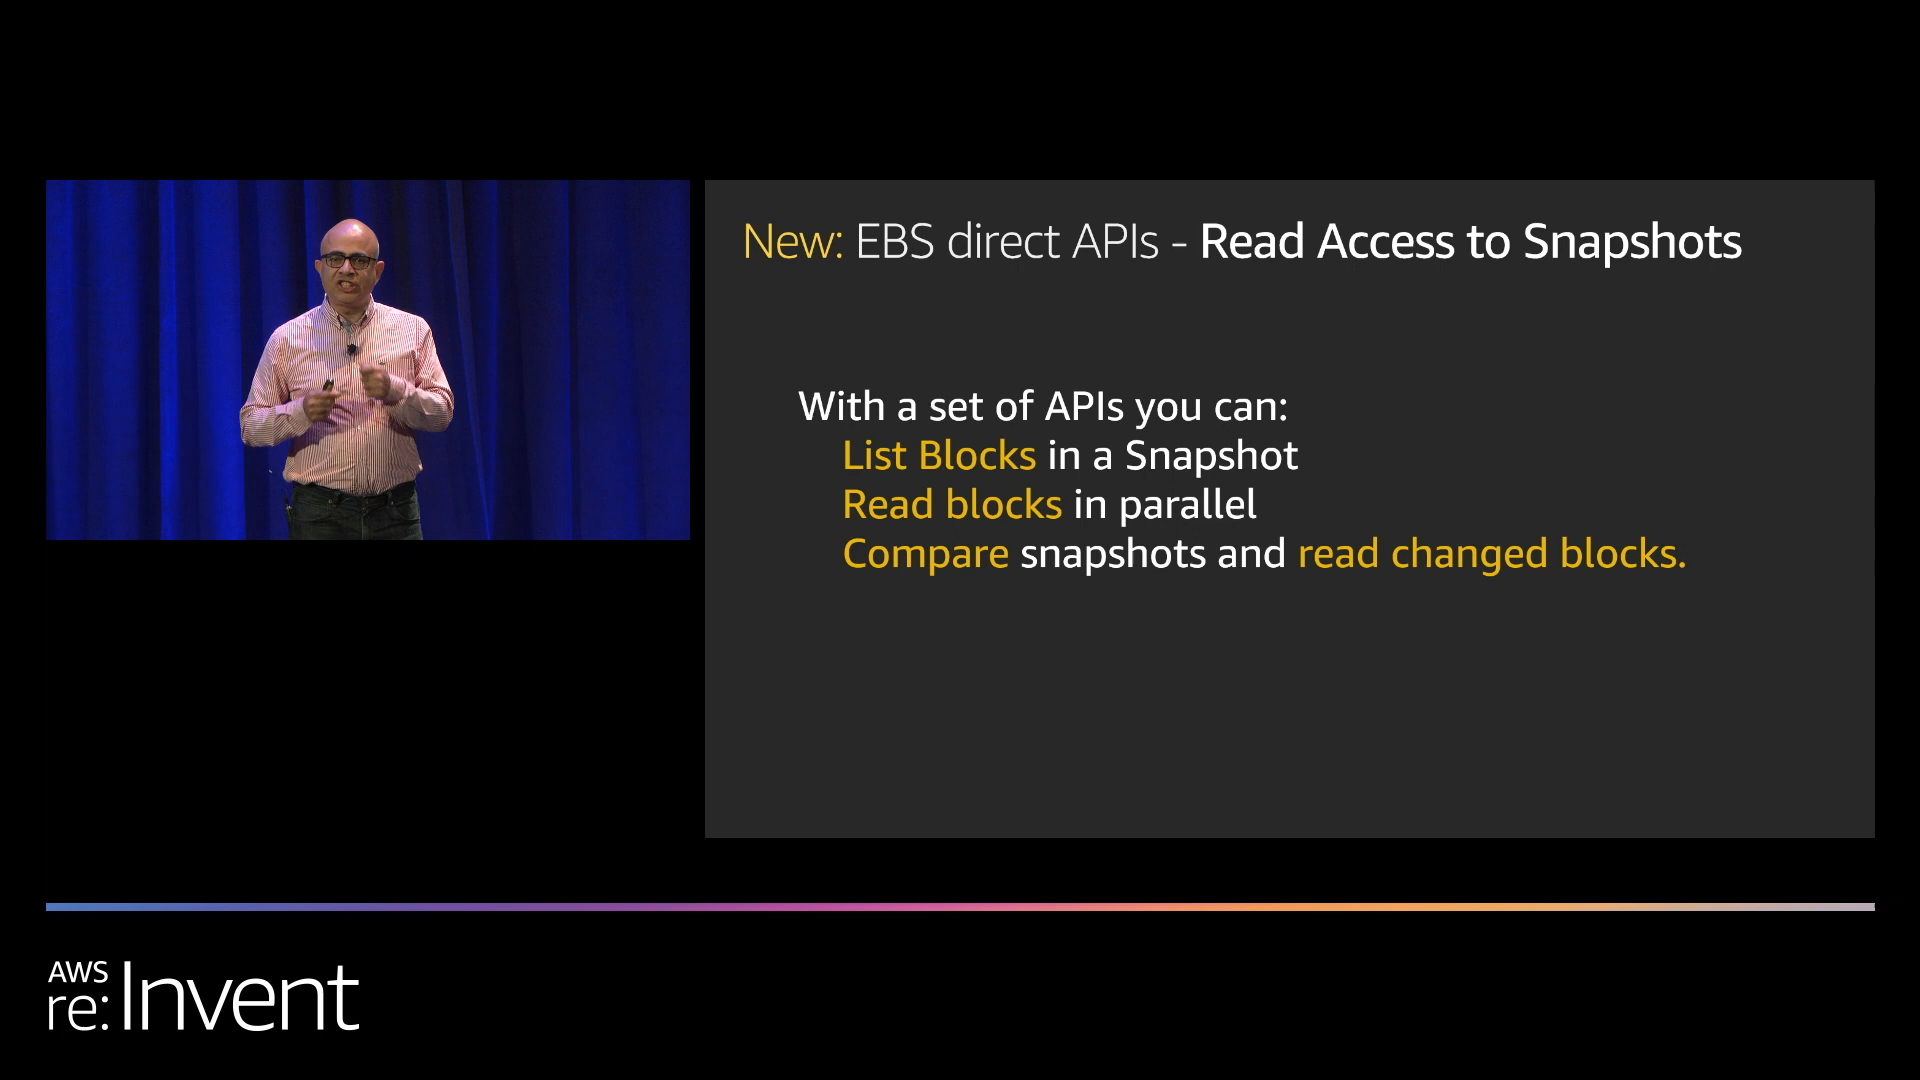 New: EBS direct APIs - Read Access to Snapshots
With a set of APIs you can:
List Blocks in a Snapshot
Read blocks in parallel
Compare snapshots and read changed blocks.
AWS
re:Invent